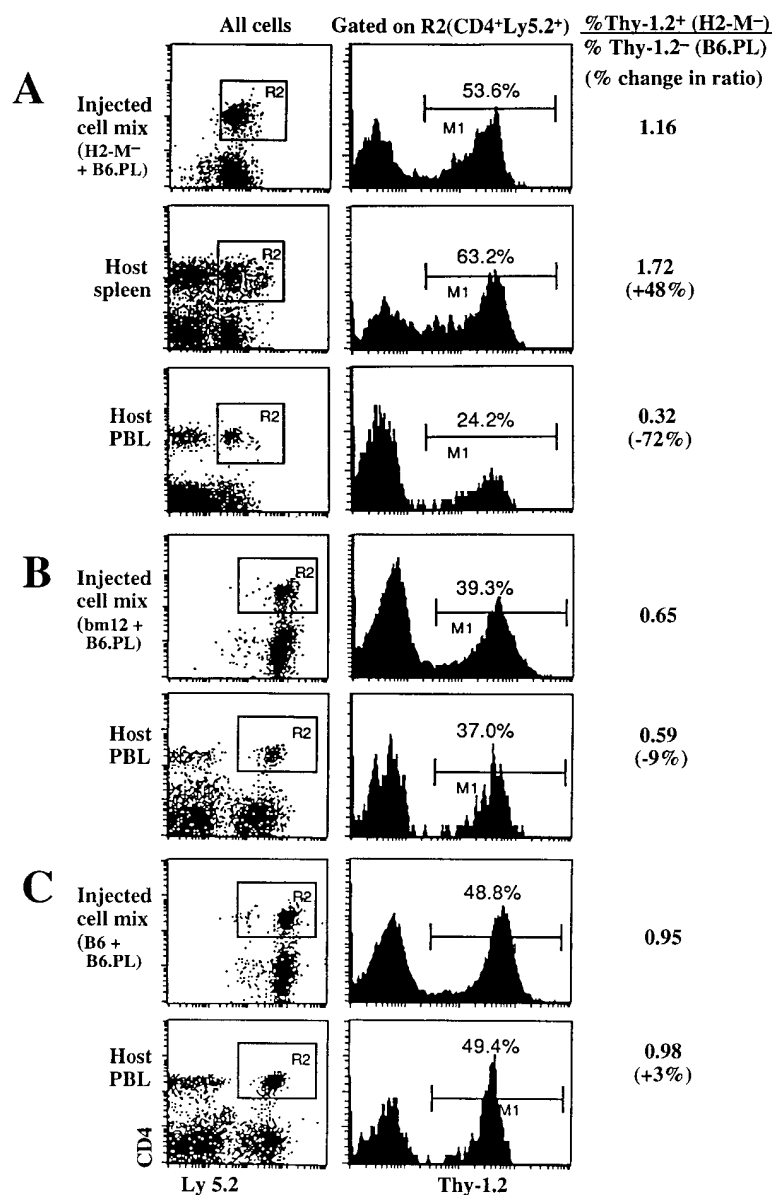 All cells
Gated on R2(CD4+Ly5.2+)
%Thy-1.2+ (H2-M−)
% Thy-1.2− (B6.PL)
(% change in ratio)
A
Injected
cell mix
(H2-M−
+ B6.PL)
R2
53.6%
M1
1.16
Host
spleen
R2
63.2%
M1
1.72
(+48%)
Host
PBL
R2
24.2%
M1
0.32
(-72%)
B
Injected
cell mix
(bm12 +
B6.PL)
R2
39.3%
M1
0.65
Host
PBL
R2
37.0%
M1
0.59
(-9%)
C
Injected
cell mix
(B6 +
B6.PL)
R2
48.8%
0.95
Host
PBL
R2
49.4%
M1
0.98
(+3%)
CD4
Ly 5.2
Thy-1.2